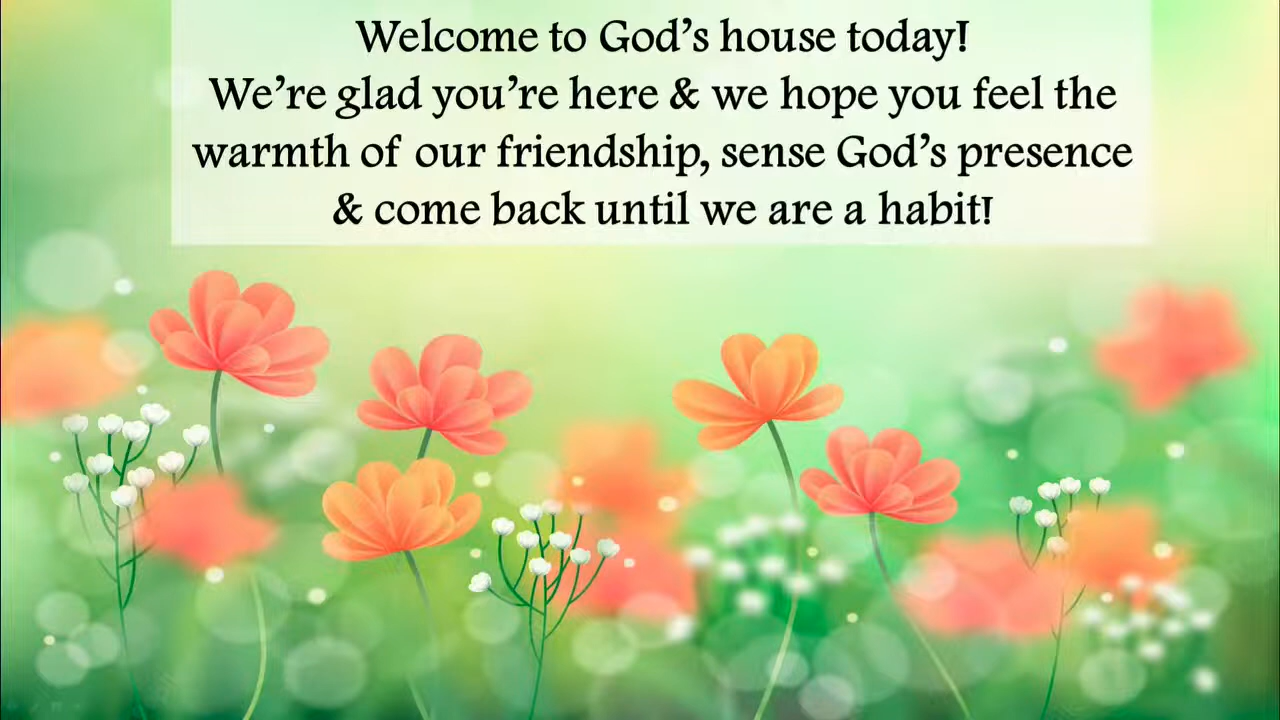 Welcome to God’s house today!
We’re glad you’re here & we hope you feel the
warmth of our friendship, sense God’s presence
& come back until we are a habit!